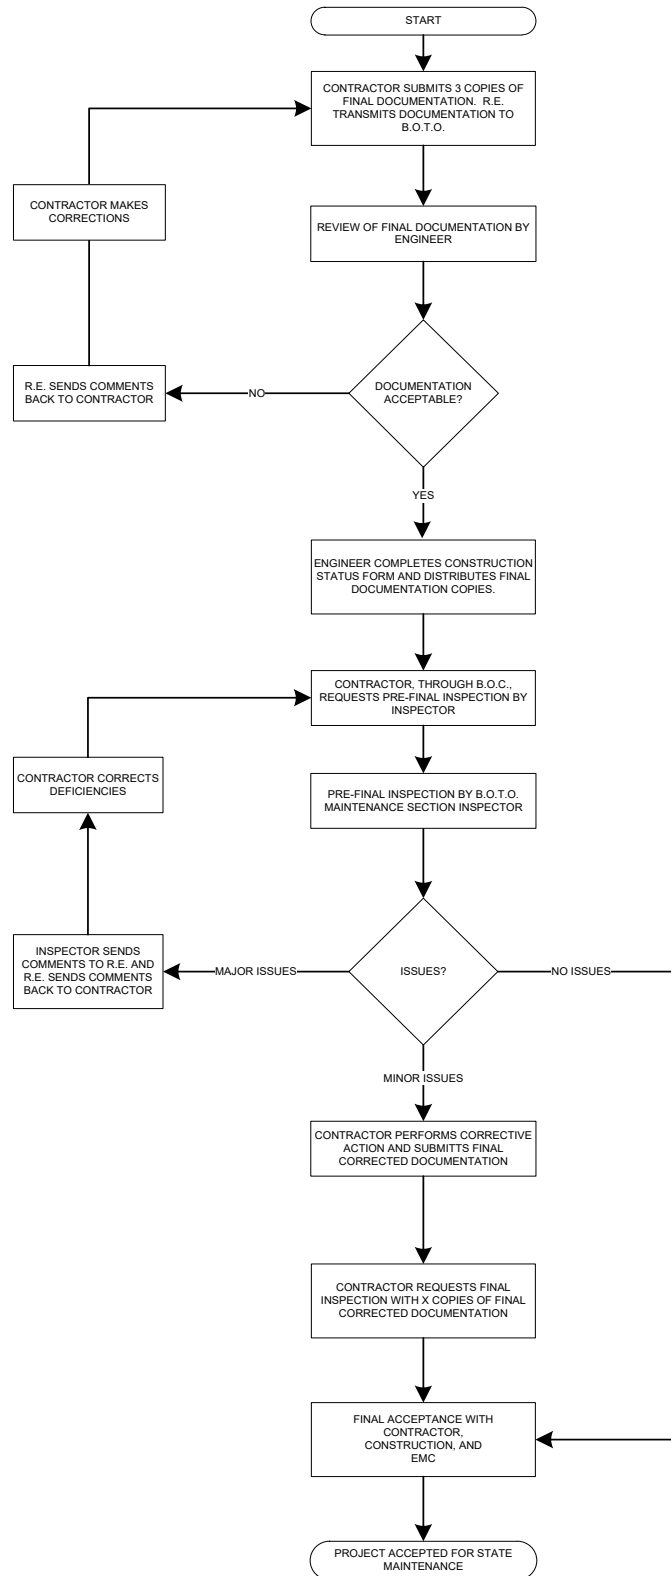 START
CONTRACTOR SUBMITS 3 COPIES OF
FINAL DOCUMENTATION.  R.E.
TRANSMITS DOCUMENTATION TO
B.O.T.O.
CONTRACTOR MAKES
CORRECTIONS
REVIEW OF FINAL DOCUMENTATION BY
ENGINEER
R.E. SENDS COMMENTS
BACK TO CONTRACTOR
NO
DOCUMENTATION
ACCEPTABLE?
YES
ENGINEER COMPLETES CONSTRUCTION
STATUS FORM AND DISTRIBUTES FINAL
DOCUMENTATION COPIES.
CONTRACTOR, THROUGH B.O.C.,
REQUESTS PRE-FINAL INSPECTION BY
INSPECTOR
CONTRACTOR CORRECTS
DEFICIENCIES
PRE-FINAL INSPECTION BY B.O.T.O.
MAINTENANCE SECTION INSPECTOR
INSPECTOR SENDS
COMMENTS TO R.E. AND
R.E. SENDS COMMENTS
BACK TO CONTRACTOR
MAJOR ISSUES
ISSUES?
NO ISSUES
MINOR ISSUES
CONTRACTOR PERFORMS CORRECTIVE
ACTION AND SUBMITTS FINAL
CORRECTED DOCUMENTATION
CONTRACTOR REQUESTS FINAL
INSPECTION WITH X COPIES OF FINAL
CORRECTED DOCUMENTATION
FINAL ACCEPTANCE WITH
CONTRACTOR,
CONSTRUCTION, AND
EMC
PROJECT ACCEPTED FOR STATE
MAINTENANCE